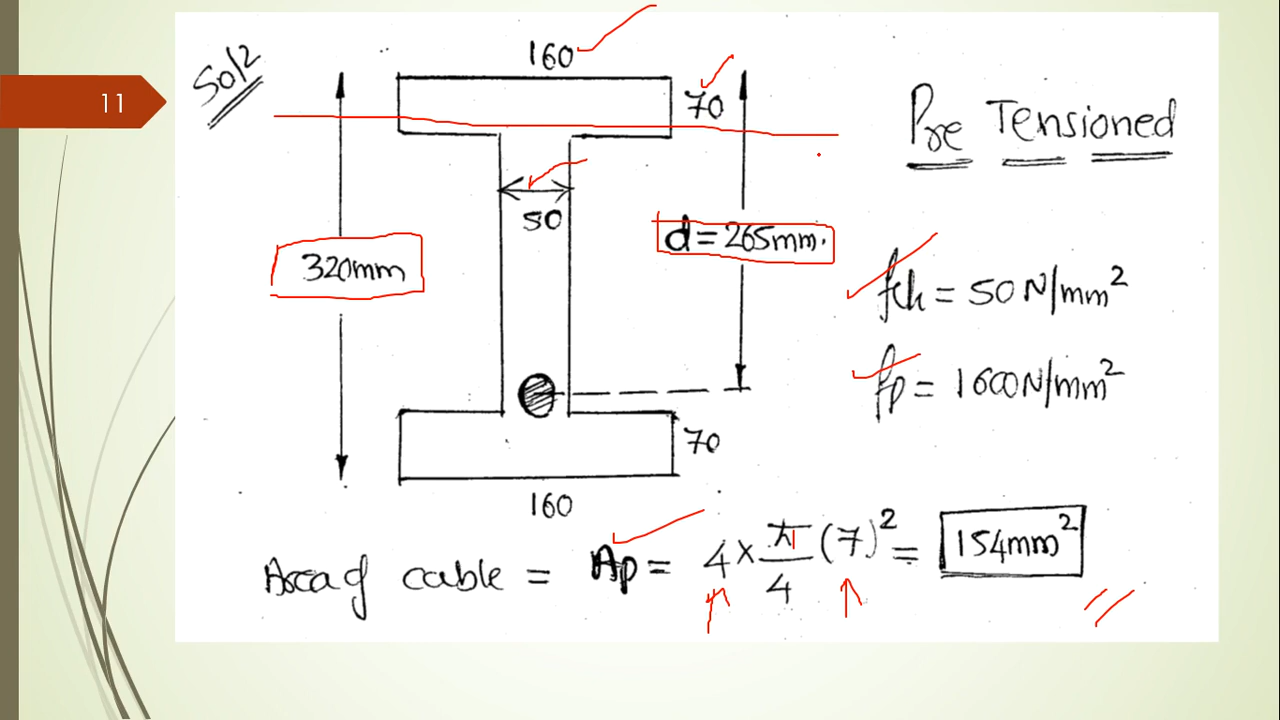 11
Sol2
160
70
Pre Tensioned
50
d = 265mm.
320mm
fck = 50 N/mm²
fp = 1600N/mm²
70
160
Area of cable = Ap = 4 × π/4 (7)² = 154mm²